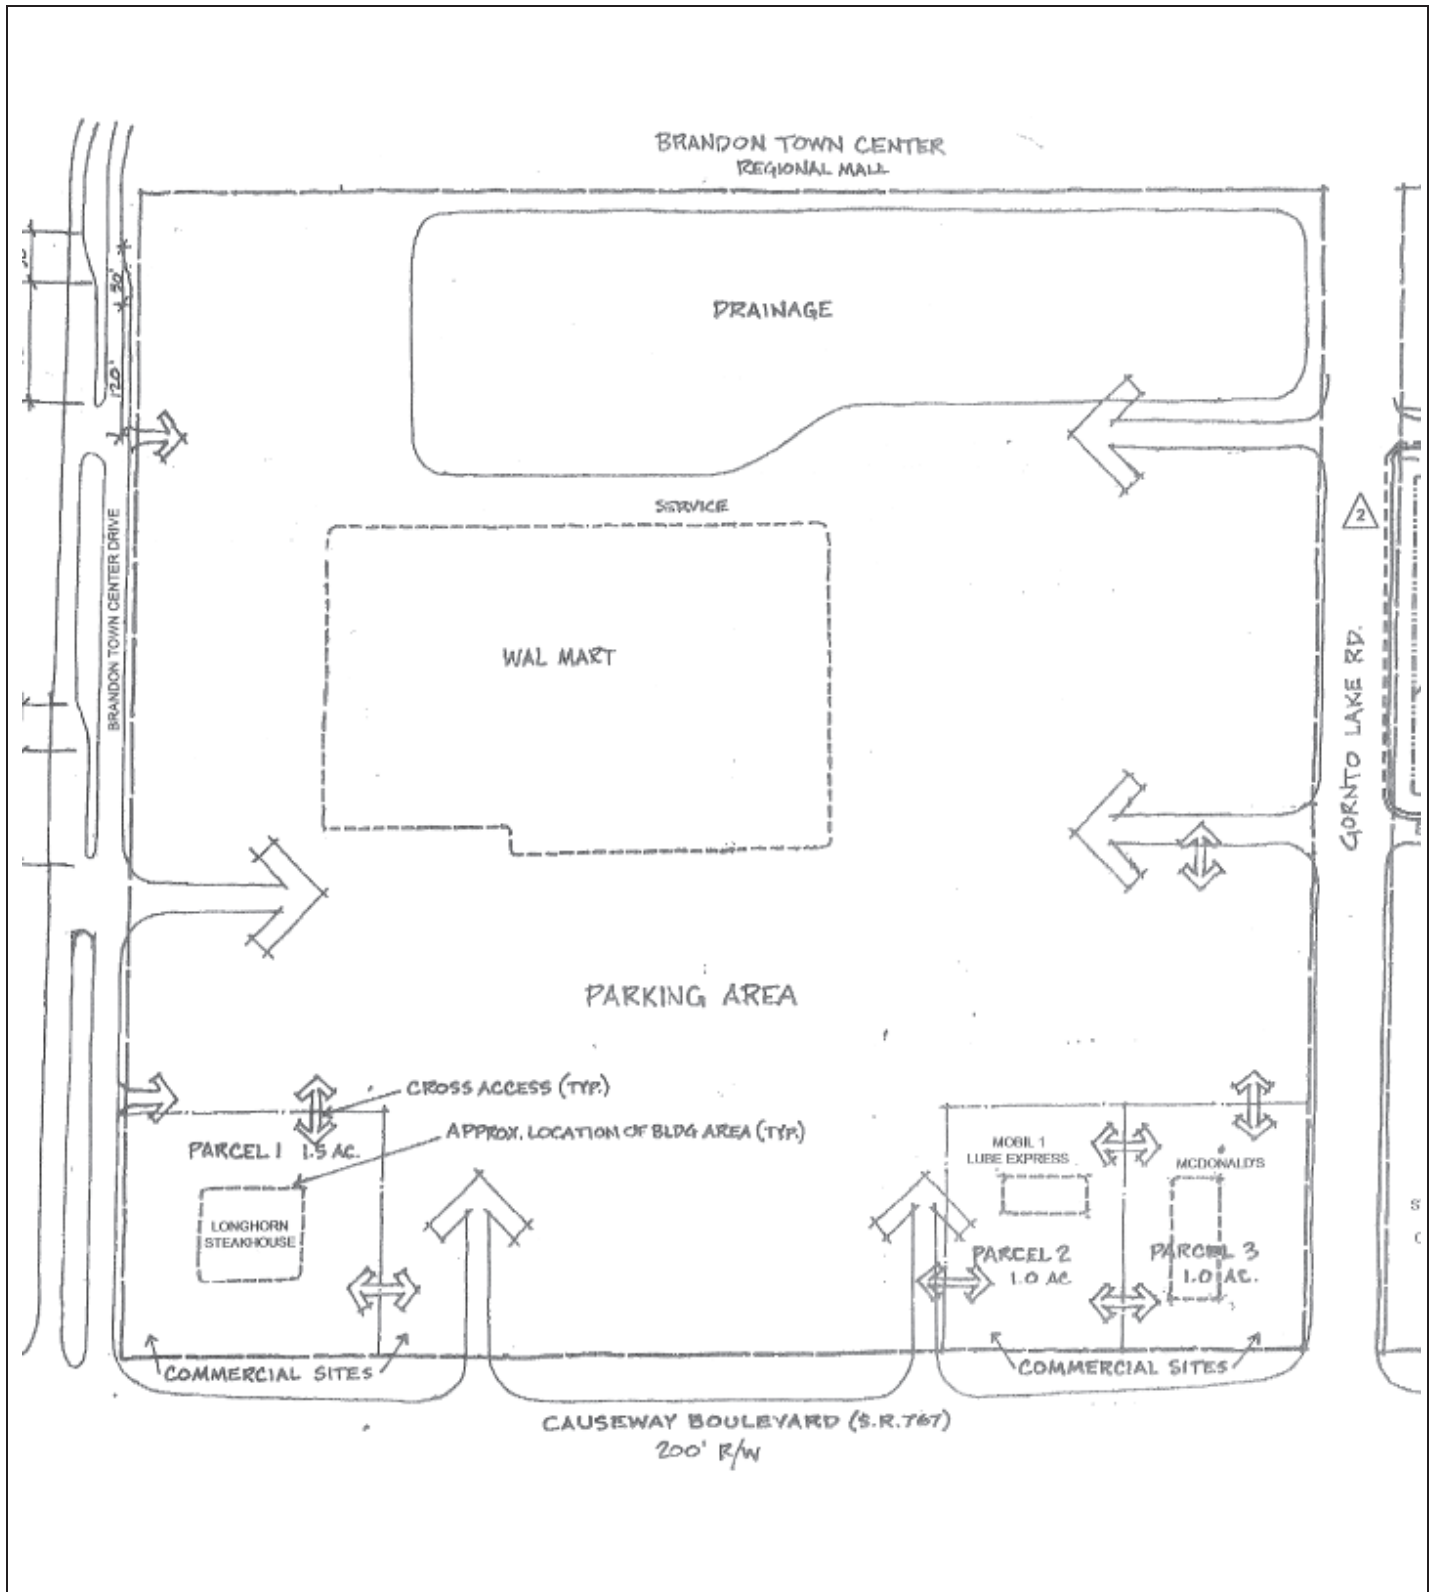 BRANDON TOWN CENTER
REGIONAL MALL
DRAINAGE
50'
120'
SERVICE
2
BRANDON TOWN CENTER DRIVE
WAL MART
GORNTO LAKE RD.
PARKING AREA
CROSS ACCESS (TYP.)
APPROX. LOCATION OF BLDG AREA (TYP.)
PARCEL 1 1.5 AC.
LONGHORN
STEAKHOUSE
MOBIL 1
LUBE EXPRESS
MCDONALD'S
PARCEL 2
1.0 AC
PARCEL 3
1.0 AC.
COMMERCIAL SITES
COMMERCIAL SITES
CAUSEWAY BOULEVARD (S.R. 767)
200' R/W